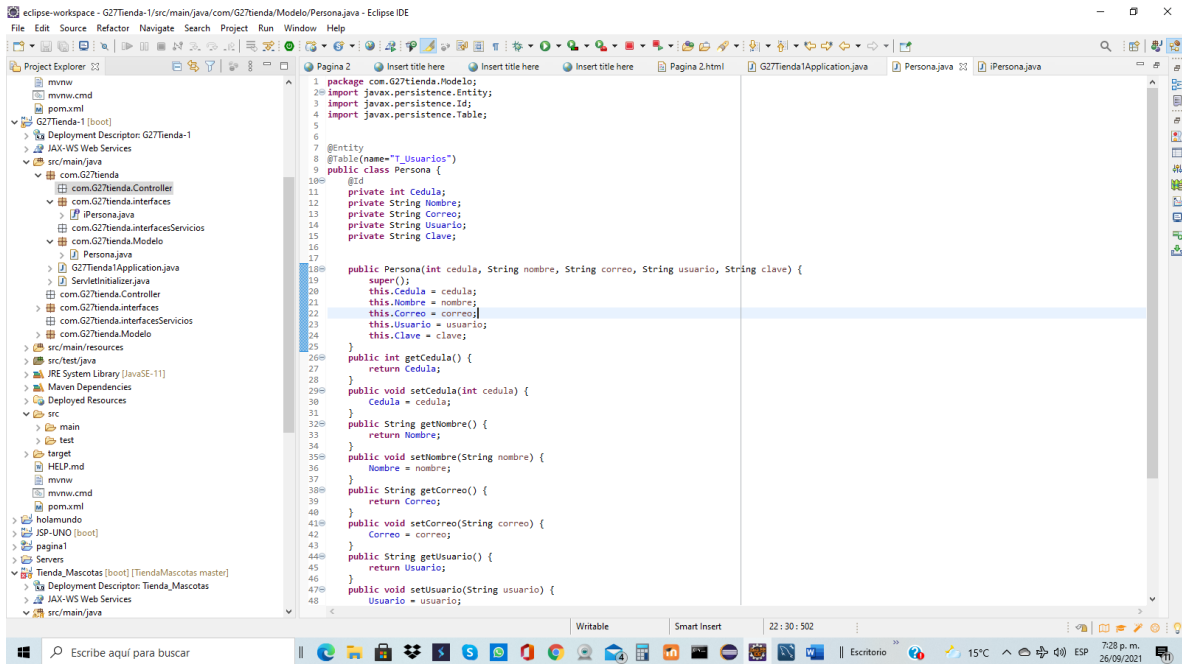 eclipse-workspace - G27Tienda-1/src/main/java/com/G27tienda/Modelo/Persona.java - Eclipse IDE
File Edit Source Refactor Navigate Search Project Run Window Help
Project Explorer
Pagina 2
Insert title here
Insert title here
Insert title here
Pagina 2.html
G27Tienda1Application.java
Persona.java
iPersona.java
mvnw
mvnw.cmd
pom.xml
G27Tienda-1 [boot]
Deployment Descriptor: G27Tienda-1
JAX-WS Web Services
src/main/java
com.G27tienda
com.G27tienda.Controller
com.G27tienda.interfaces
iPersona.java
com.G27tienda.interfacesServicios
com.G27tienda.Modelo
Persona.java
G27Tienda1Application.java
ServletInitializer.java
com.G27tienda.Controller
com.G27tienda.interfaces
com.G27tienda.interfacesServicios
com.G27tienda.Modelo
src/main/resources
src/test/java
JRE System Library [JavaSE-11]
Maven Dependencies
Deployed Resources
src
main
test
target
HELP.md
mvnw
mvnw.cmd
pom.xml
holamundo
JSP-UNO [boot]
pagina1
Servers
Tienda_Mascotas [boot] [TiendaMascotas master]
Deployment Descriptor: Tienda_Mascotas
JAX-WS Web Services
src/main/java
1 package com.G27tienda.Modelo;
2 import javax.persistence.Entity;
3 import javax.persistence.Id;
4 import javax.persistence.Table;
5
6
7 @Entity
8 @Table(name="T_Usuarios")
9 public class Persona {
10 @Id
11 private int Cedula;
12 private String Nombre;
13 private String Correo;
14 private String Usuario;
15 private String Clave;
16
17
18 public Persona(int cedula, String nombre, String correo, String usuario, String clave) {
19 super();
20 this.Cedula = cedula;
21 this.Nombre = nombre;
22 this.Correo = correo;
23 this.Usuario = usuario;
24 this.Clave = clave;
25 }
26 public int getCedula() {
27 return Cedula;
28 }
29 public void setCedula(int cedula) {
30 Cedula = cedula;
31 }
32 public String getNombre() {
33 return Nombre;
34 }
35 public void setNombre(String nombre) {
36 Nombre = nombre;
37 }
38 public String getCorreo() {
39 return Correo;
40 }
41 public void setCorreo(String correo) {
42 Correo = correo;
43 }
44 public String getUsuario() {
45 return Usuario;
46 }
47 public void setUsuario(String usuario) {
48 Usuario = usuario;
Writable
Smart Insert
22 : 30 : 502
Escribe aquí para buscar
Escritorio
15°C
ESP
7:28 p. m.
26/09/2021